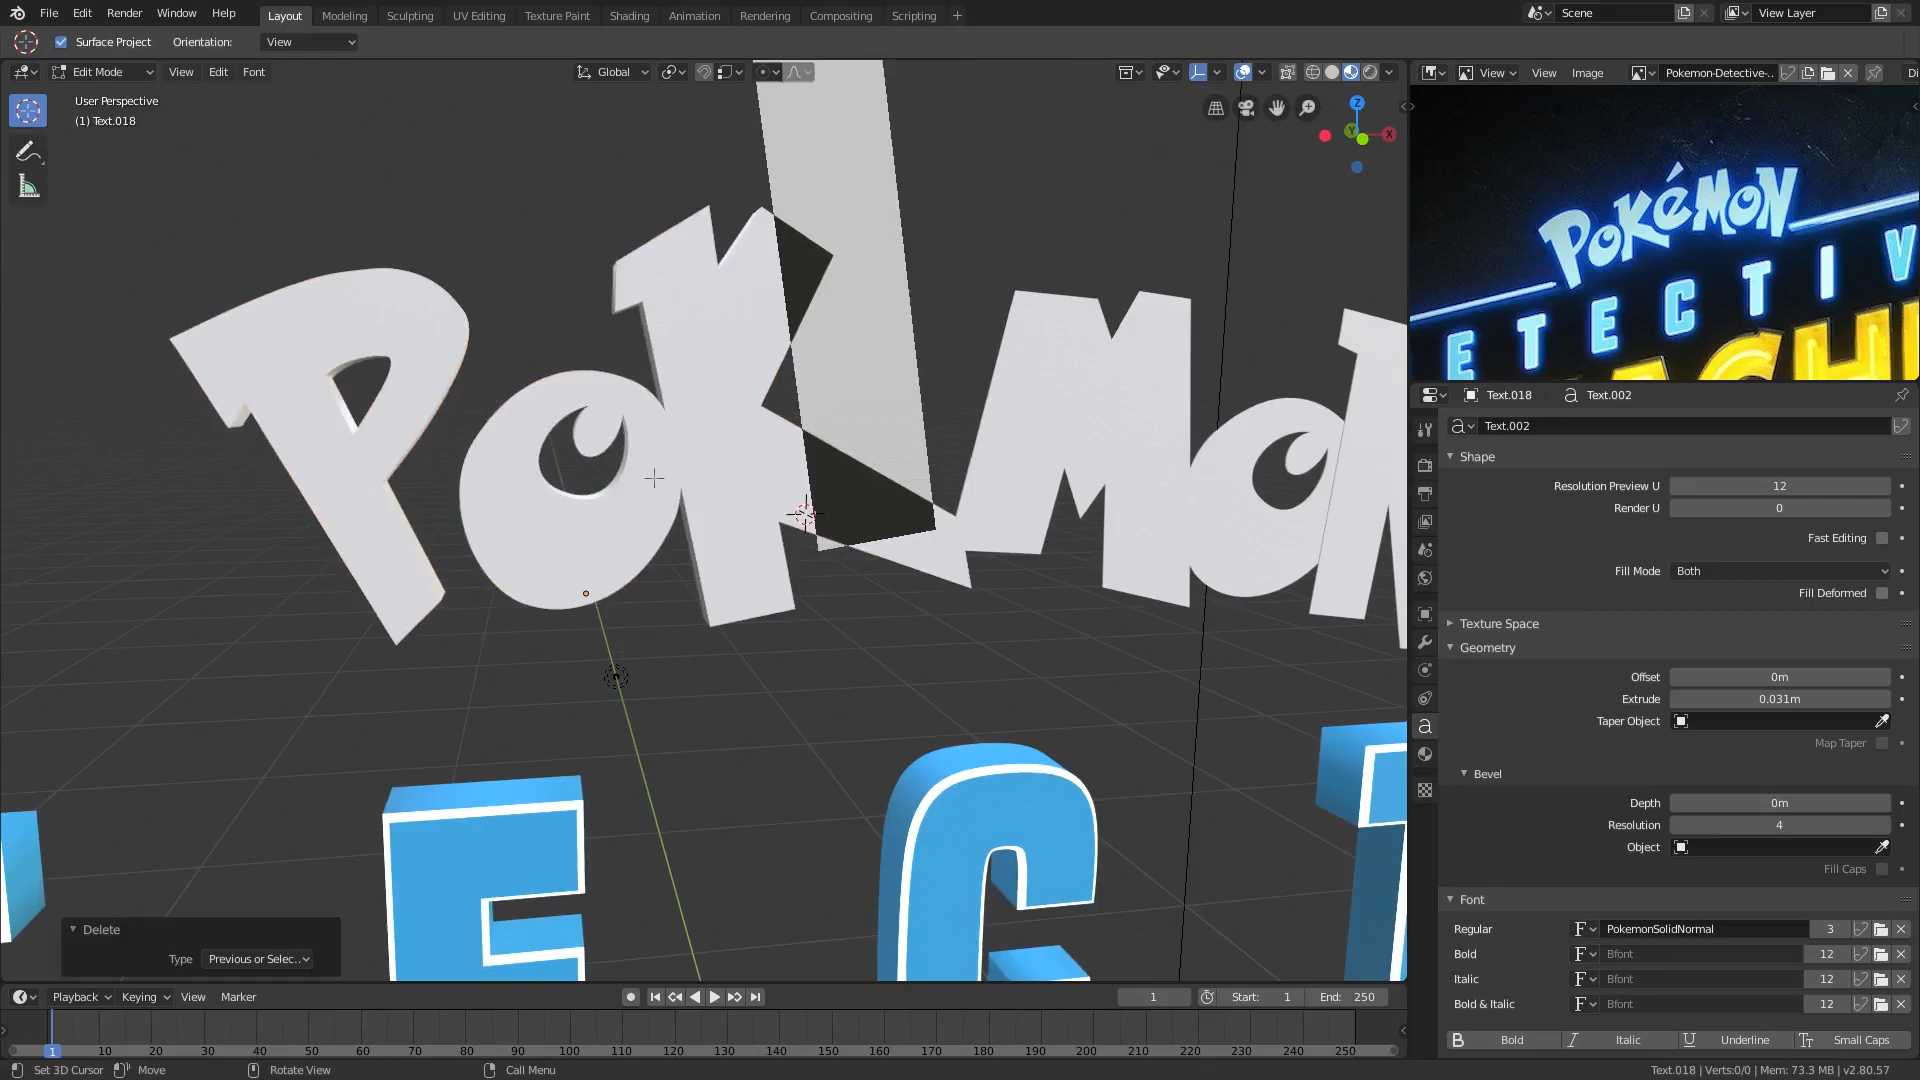 File Edit Render Window Help Layout Modeling Sculpting UV Editing Texture Paint Shading Animation Rendering Compositing Scripting Scene View Layer
Surface Project Orientation: View
Edit Mode View Edit Font Global View View Image Pokemon-Detective-..
User Perspective
(1) Text.018
POKéMON
Pok Mo
ETECTIV
ACHU
Text.018 Text.002
Text.002
Shape
Resolution Preview U 12
Render U 0
Fast Editing
Fill Mode Both
Fill Deformed
Texture Space
Geometry
Offset 0m
Extrude 0.031m
Taper Object
Map Taper
Bevel
Depth 0m
Resolution 4
Object
Fill Caps
E C
Font
Regular PokemonSolidNormal 3
Bold Bfont 12
Italic Bfont 12
Bold & Italic Bfont 12
B Bold I Italic U Underline Small Caps
Delete
Type Previous or Selec..
Playback Keying View Marker 1 Start: 1 End: 250
1 10 20 30 40 50 60 70 80 90 100 110 120 130 140 150 160 170 180 190 200 210 220 230 240 250
Set 3D Cursor Move Rotate View Call Menu Text.018 | Verts:0/0 | Mem: 73.3 MB | v2.80.57